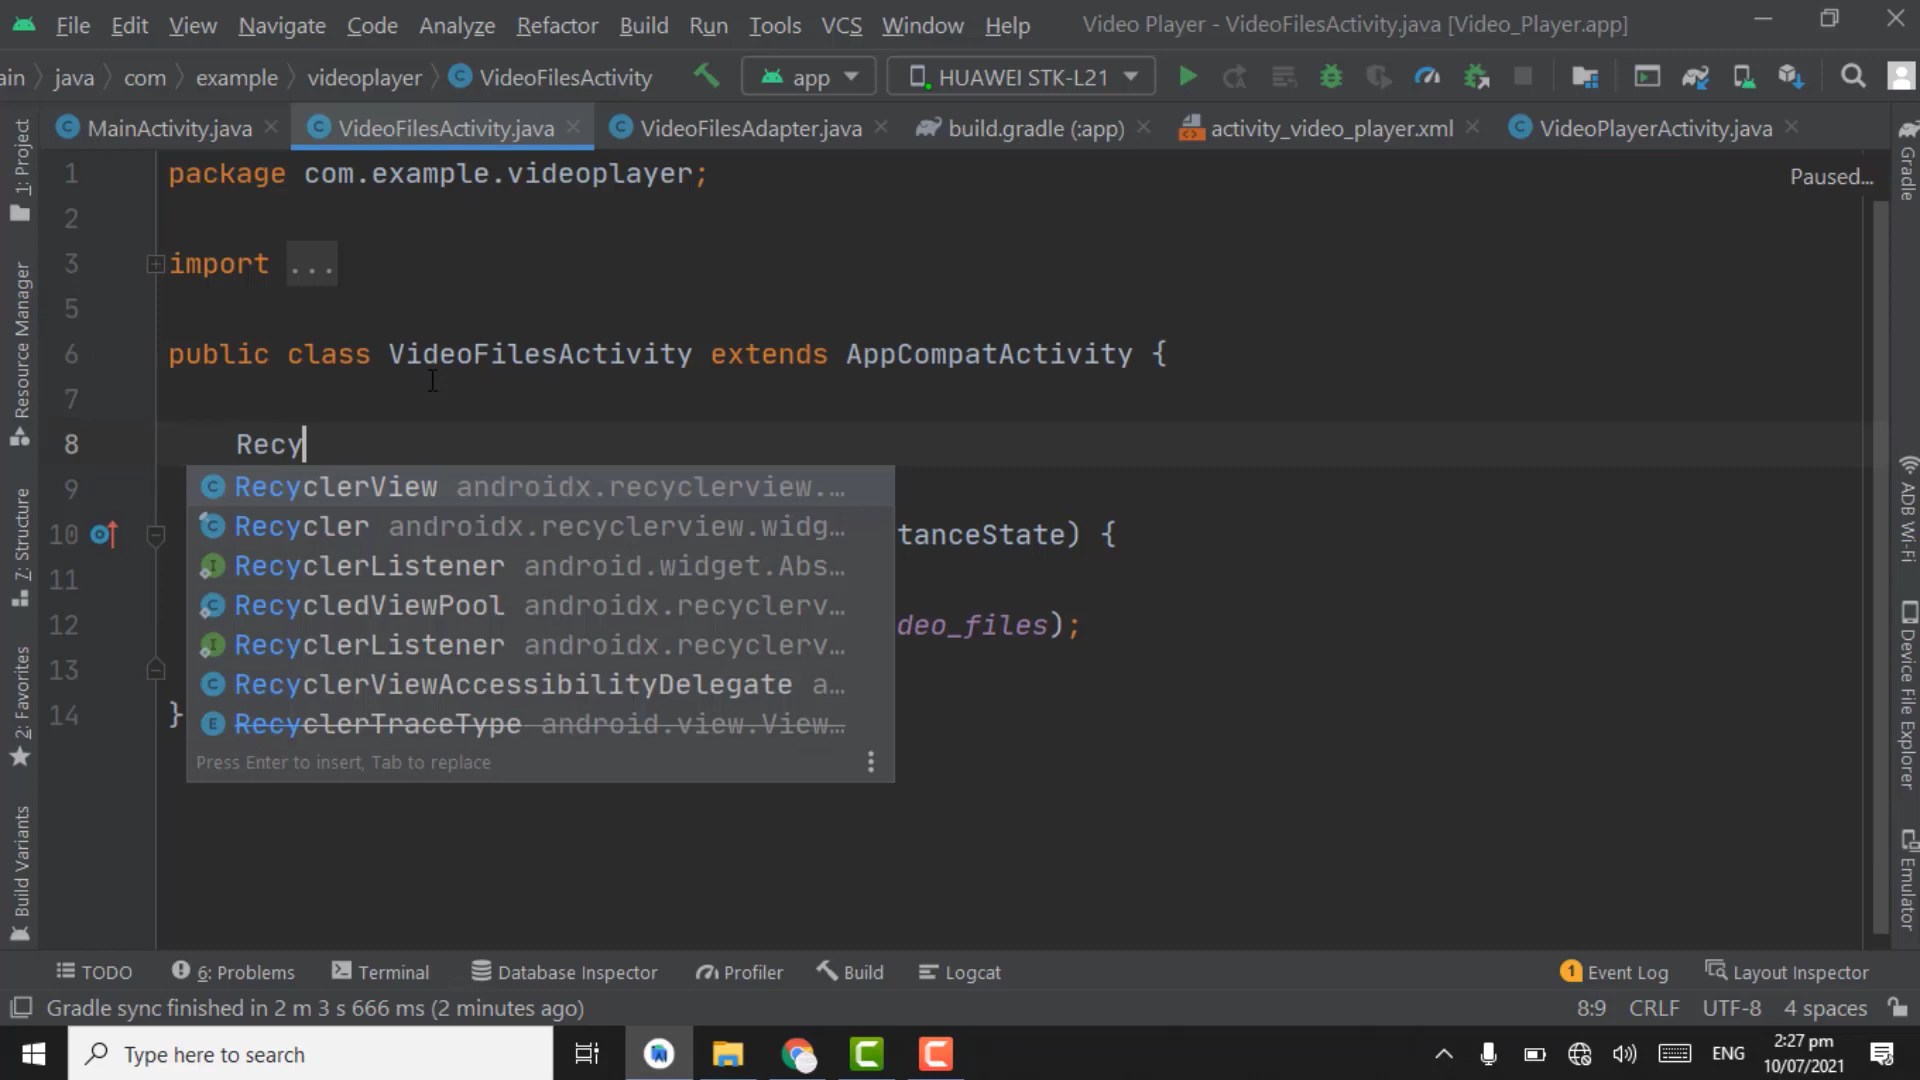 File Edit View Navigate Code Analyze Refactor Build Run Tools VCS Window Help Video Player - VideoFilesActivity.java [Video_Player.app]
ain java com example videoplayer VideoFilesActivity app HUAWEI STK-L21
MainActivity.java VideoFilesActivity.java VideoFilesAdapter.java build.gradle (:app) activity_video_player.xml VideoPlayerActivity.java
1 package com.example.videoplayer;
Paused...
2
3 import ...
5
6 public class VideoFilesActivity extends AppCompatActivity {
7
8 Recy
9
10 tanceState) {
11
12 deo_files);
13
14 }
RecyclerView androidx.recyclerview.…
Recycler androidx.recyclerview.widg…
RecyclerListener android.widget.Abs…
RecycledViewPool androidx.recyclerv…
RecyclerListener androidx.recyclerv…
RecyclerViewAccessibilityDelegate a…
RecyclerTraceType android.view.View…
Press Enter to insert, Tab to replace
1: Project
Resource Manager
7: Structure
2: Favorites
Build Variants
Gradle
ADB Wi-Fi
Device File Explorer
Emulator
TODO 6: Problems Terminal Database Inspector Profiler Build Logcat 1 Event Log Layout Inspector
Gradle sync finished in 2 m 3 s 666 ms (2 minutes ago) 8:9 CRLF UTF-8 4 spaces
Type here to search ENG 2:27 pm
10/07/2021